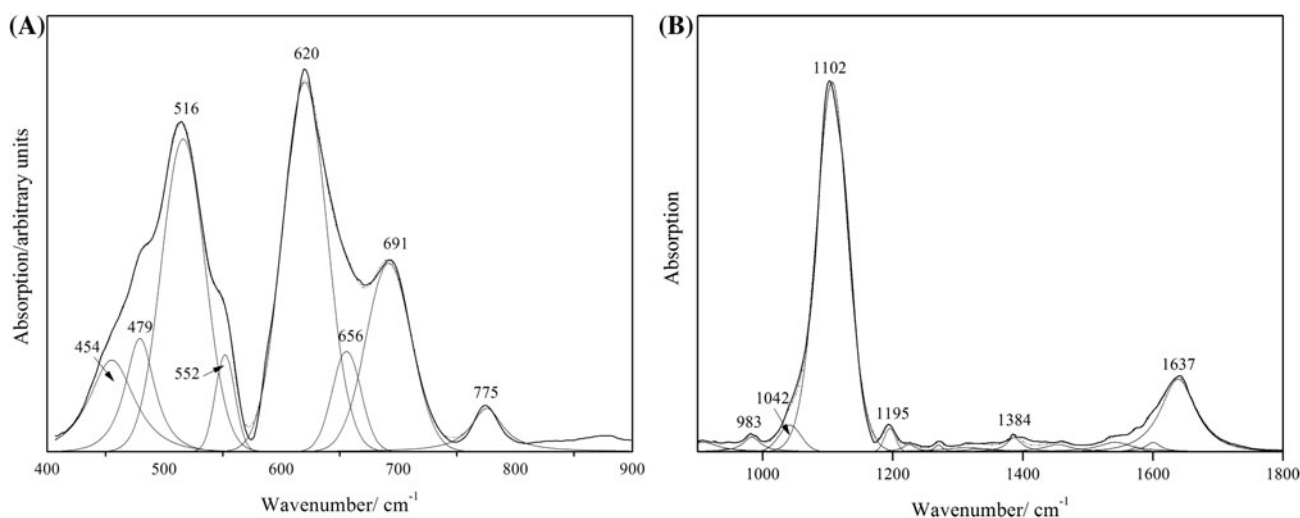 (A)
620
516
691
454
479
552
656
775
Absorption/arbitrary units
400 500 600 700 800 900
Wavenumber/ cm⁻¹
(B)
1102
1637
1042
983
1195
1384
Absorption
1000 1200 1400 1600 1800
Wavenumber/ cm⁻¹